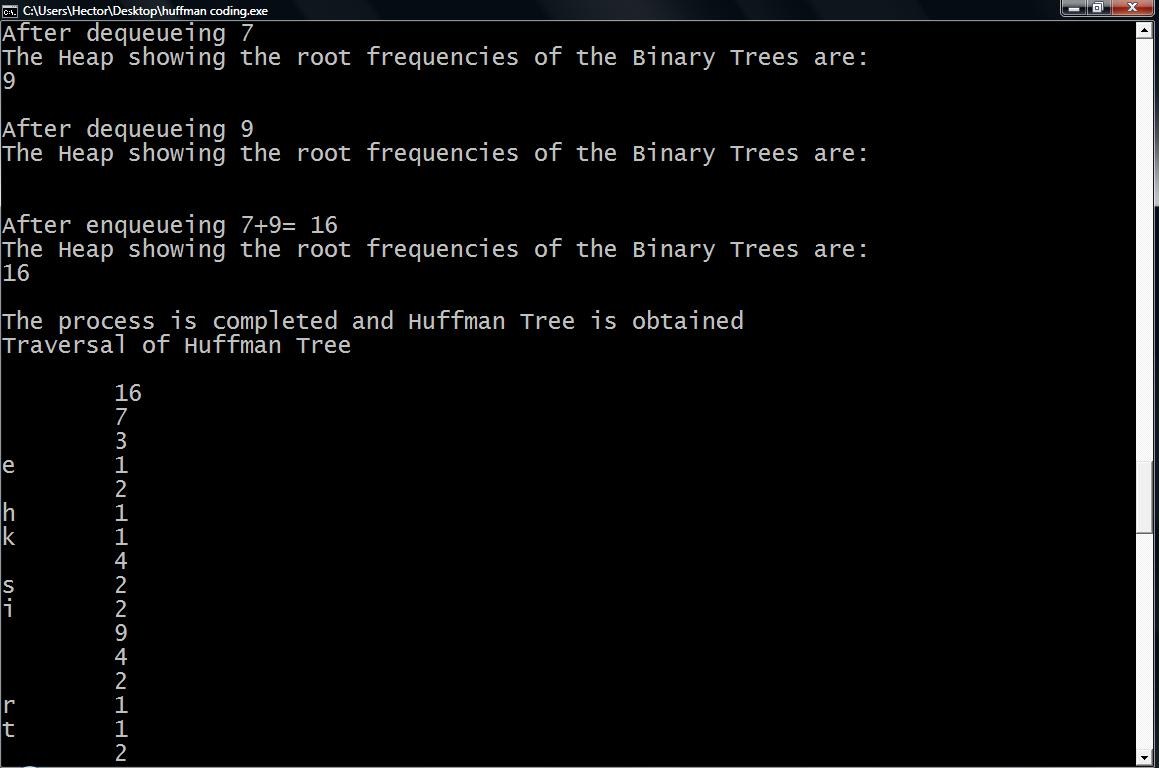 C:\Users\Hector\Desktop\huffman coding.exe
After dequeueing 7
The Heap showing the root frequencies of the Binary Trees are:
9
After dequeueing 9
The Heap showing the root frequencies of the Binary Trees are:
After enqueueing 7+9= 16
The Heap showing the root frequencies of the Binary Trees are:
16
The process is completed and Huffman Tree is obtained
Traversal of Huffman Tree
16
7
3
e 1
2
h 1
k 1
4
s 2
i 2
9
4
2
r 1
t 1
2